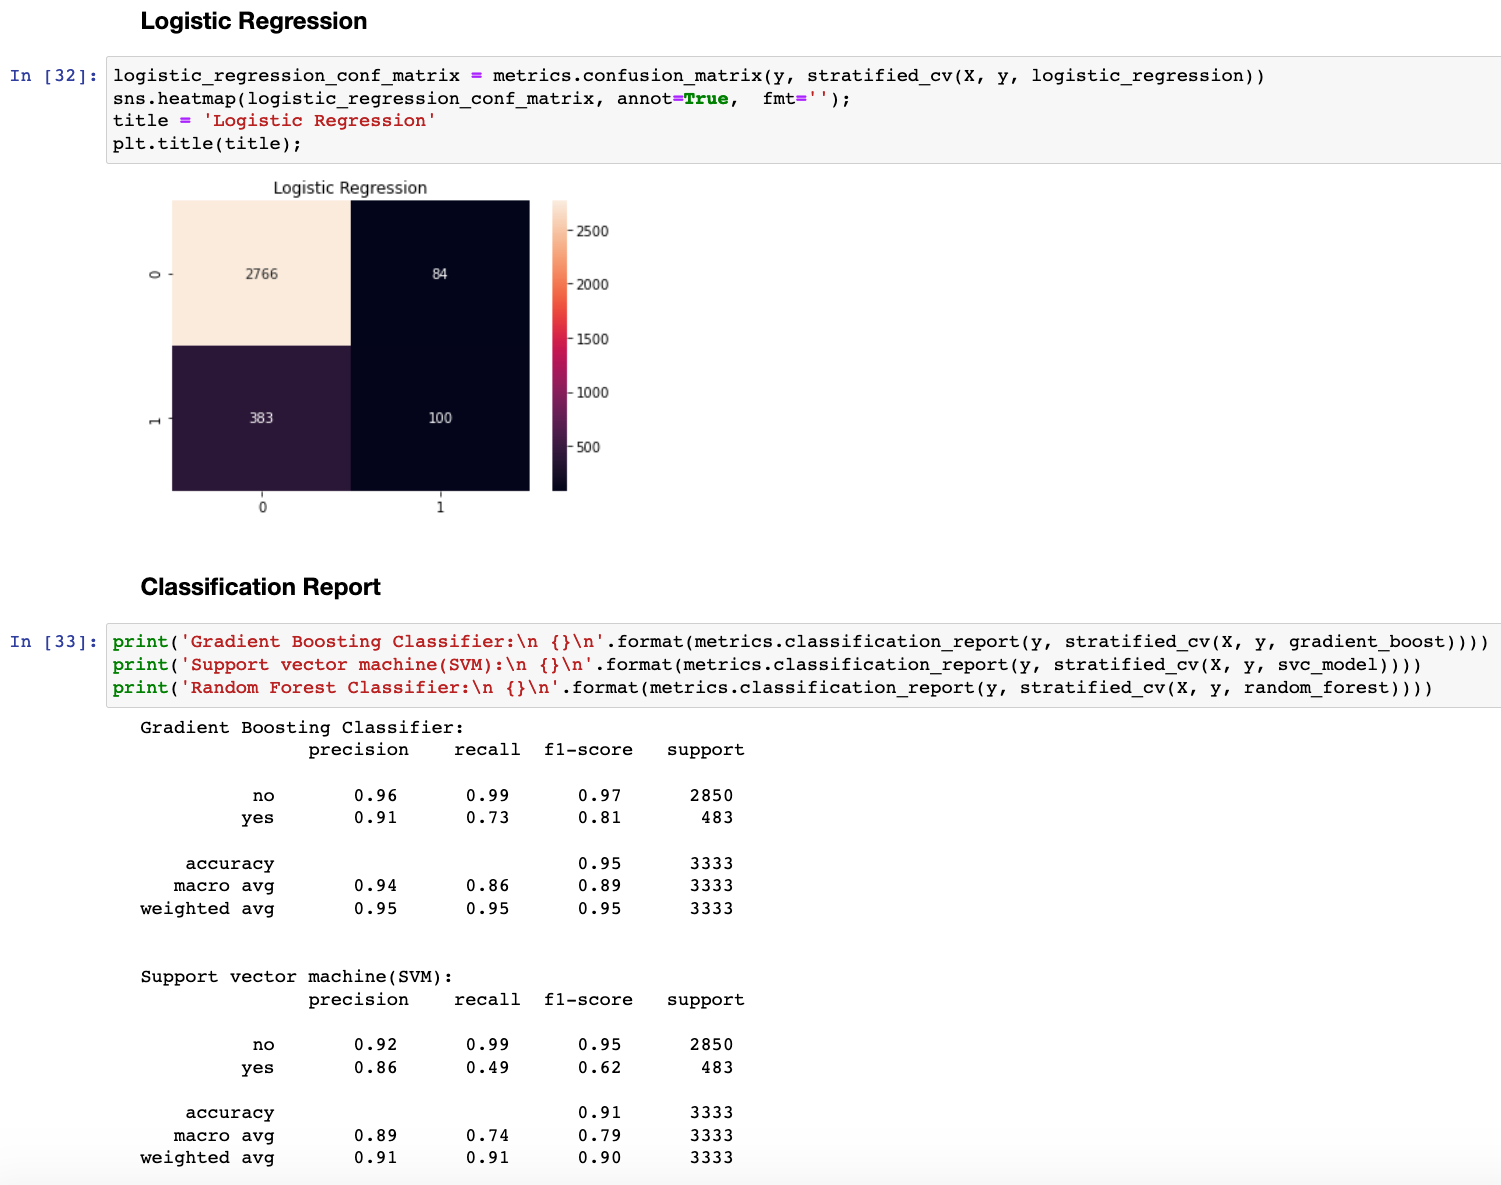 Logistic Regression
In [32]: logistic_regression_conf_matrix = metrics.confusion_matrix(y, stratified_cv(X, y, logistic_regression))
sns.heatmap(logistic_regression_conf_matrix, annot=True,  fmt='');
title = 'Logistic Regression'
plt.title(title);
Logistic Regression
0
2766 84
1
383 100
0 1
2500
2000
1500
1000
500
Classification Report
In [33]: print('Gradient Boosting Classifier:\n {}\n'.format(metrics.classification_report(y, stratified_cv(X, y, gradient_boost))))
print('Support vector machine(SVM):\n {}\n'.format(metrics.classification_report(y, stratified_cv(X, y, svc_model))))
print('Random Forest Classifier:\n {}\n'.format(metrics.classification_report(y, stratified_cv(X, y, random_forest))))
Gradient Boosting Classifier:
precision recall f1-score support
no 0.96 0.99 0.97 2850
yes 0.91 0.73 0.81 483
accuracy 0.95 3333
macro avg 0.94 0.86 0.89 3333
weighted avg 0.95 0.95 0.95 3333
Support vector machine(SVM):
precision recall f1-score support
no 0.92 0.99 0.95 2850
yes 0.86 0.49 0.62 483
accuracy 0.91 3333
macro avg 0.89 0.74 0.79 3333
weighted avg 0.91 0.91 0.90 3333